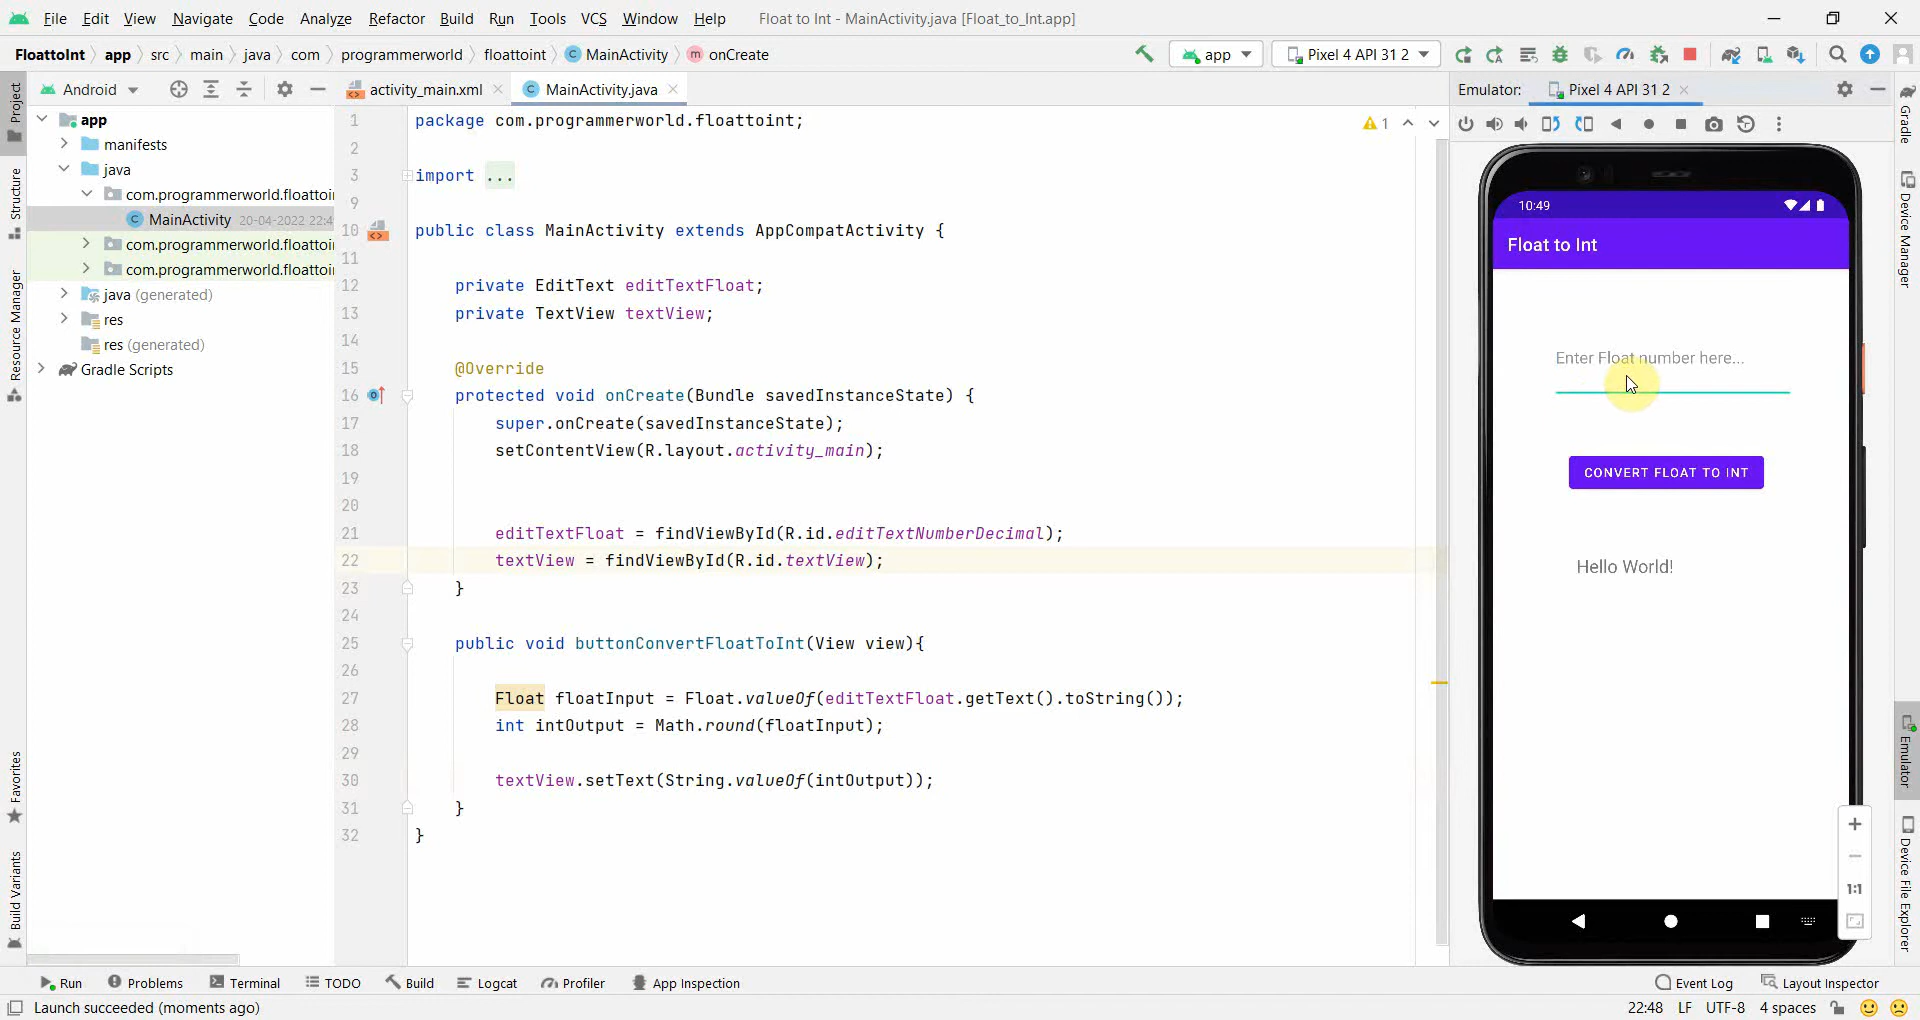 File Edit View Navigate Code Analyze Refactor Build Run Tools VCS Window Help Float to Int - MainActivity.java [Float_to_Int.app]
FloattoInt app src main java com programmerworld floattoint C MainActivity m onCreate app Pixel 4 API 31 2
Android activity_main.xml C MainActivity.java Emulator: Pixel 4 API 31 2
Project
Structure
Resource Manager
Favorites
Build Variants
app
manifests
java
com.programmerworld.floattoi
C MainActivity 20-04-2022 22:4
com.programmerworld.floattoi
com.programmerworld.floattoi
java (generated)
res
res (generated)
Gradle Scripts
1 package com.programmerworld.floattoint;
2
3 import ...
9
10 public class MainActivity extends AppCompatActivity {
11
12 private EditText editTextFloat;
13 private TextView textView;
14
15 @Override
16 protected void onCreate(Bundle savedInstanceState) {
17 super.onCreate(savedInstanceState);
18 setContentView(R.layout.activity_main);
19
20
21 editTextFloat = findViewById(R.id.editTextNumberDecimal);
22 textView = findViewById(R.id.textView);
23 }
24
25 public void buttonConvertFloatToInt(View view){
26
27 Float floatInput = Float.valueOf(editTextFloat.getText().toString());
28 int intOutput = Math.round(floatInput);
29
30 textView.setText(String.valueOf(intOutput));
31 }
32 }
1
10:49
Float to Int
Enter Float number here...
CONVERT FLOAT TO INT
Hello World!
1:1
Gradle
Device Manager
Emulator
Device File Explorer
Run Problems Terminal TODO Build Logcat Profiler App Inspection Event Log Layout Inspector
Launch succeeded (moments ago) 22:48 LF UTF-8 4 spaces